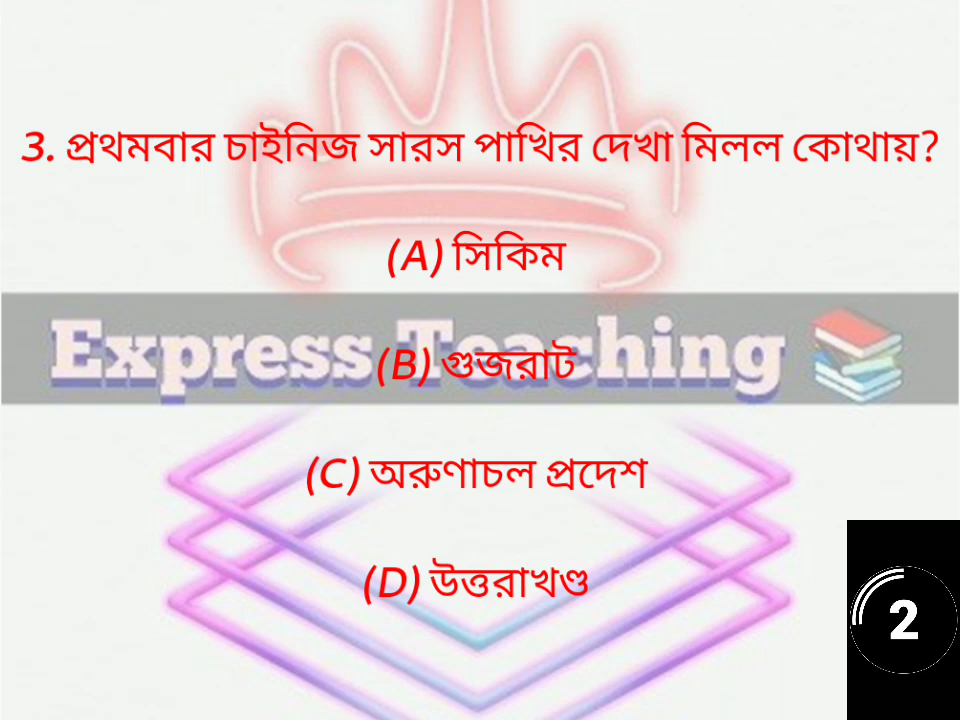 3. প্রথমবার চাইনিজ সারস পাখির দেখা মিলল কোথায়?
(A) সিকিম
Express Teaching
(B) গুজরাট
(C) অরুণাচল প্রদেশ
(D) উত্তরাখণ্ড
2